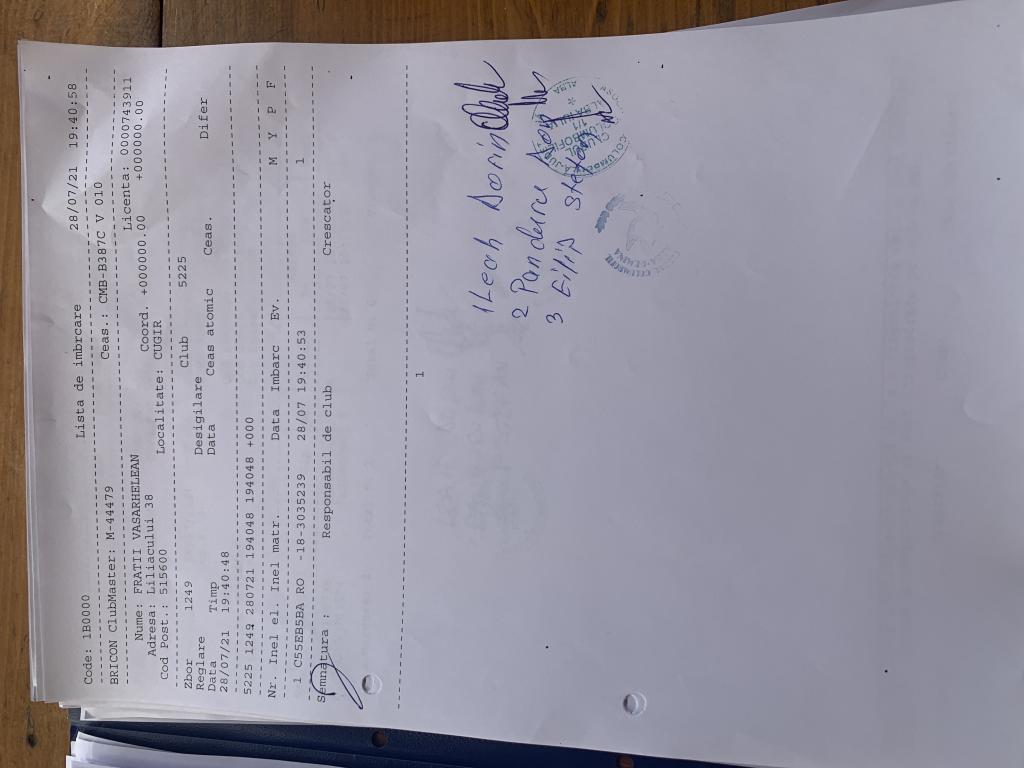 Lista de imbrcare 28/07/21 19:40:58
Code: 1B0000
BRICON ClubMaster: M-44479 Ceas.: CMB-B387C V 010
Nume: FRATII VASARHELEAN Licenta: 0000743911
Adresa: Liliacului 38 Coord. +000000.00 +000000.00
Cod Post.: 515600 Localitate: CUGIR
Zbor 1249 Club 5225
Reglare Desigilare
Data Timp Data Ceas atomic Ceas. Difer
28/07/21 19:40:48
5225 1249 280721 194048 194048 +000
Nr. Inel el. Inel matr. Data Imbarc Ev. M Y P F
1 C55EB5BA RO -18-3035239 28/07 19:40:53 1
Semnatura : Responsabil de club Crescator
1
1 Leah Dorin
2 Panderu
3 Filip Stefan